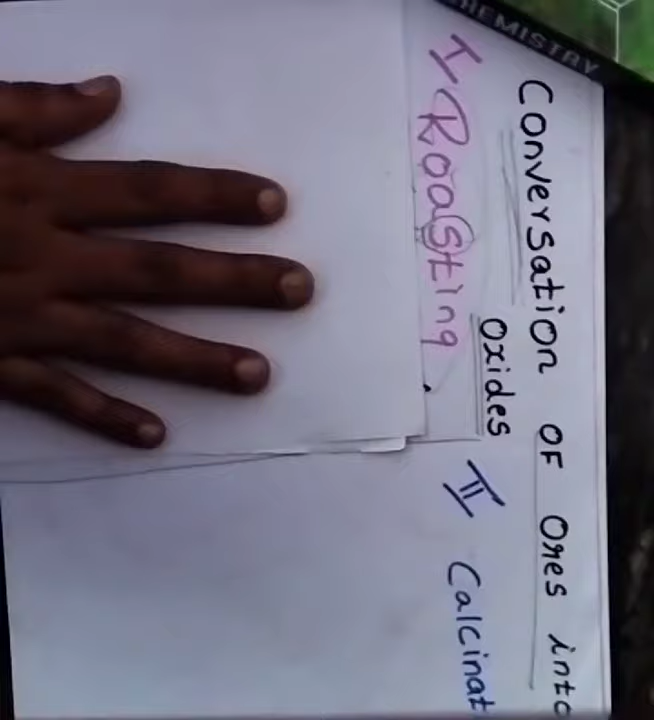 CHEMISTRY
Conversation OF Ores into
Oxides
I Roasting
II Calcinat